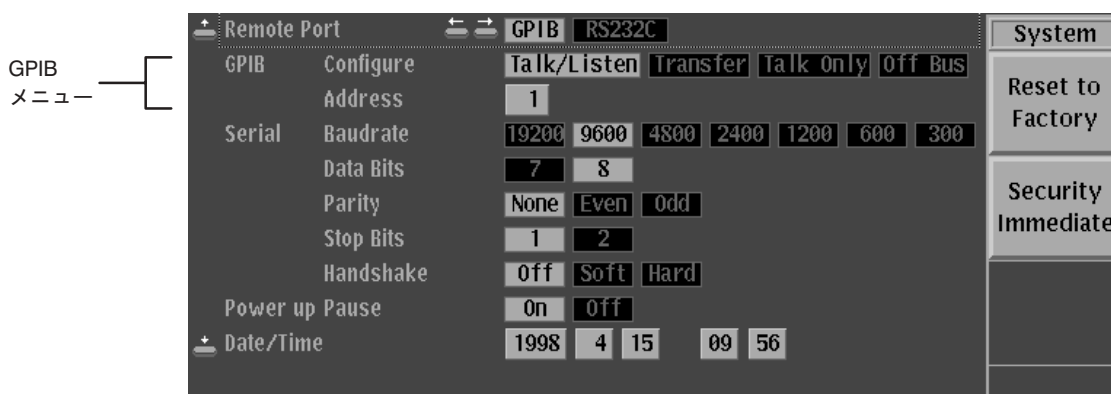 GPIB
メニュー
Remote Port GPIB RS232C
GPIB Configure Talk/Listen Transfer Talk Only Off Bus
Address 1
Serial Baudrate 19200 9600 4800 2400 1200 600 300
Data Bits 7 8
Parity None Even Odd
Stop Bits 1 2
Handshake Off Soft Hard
Power up Pause On Off
Date/Time 1998 4 15 09 56
System
Reset to
Factory
Security
Immediate